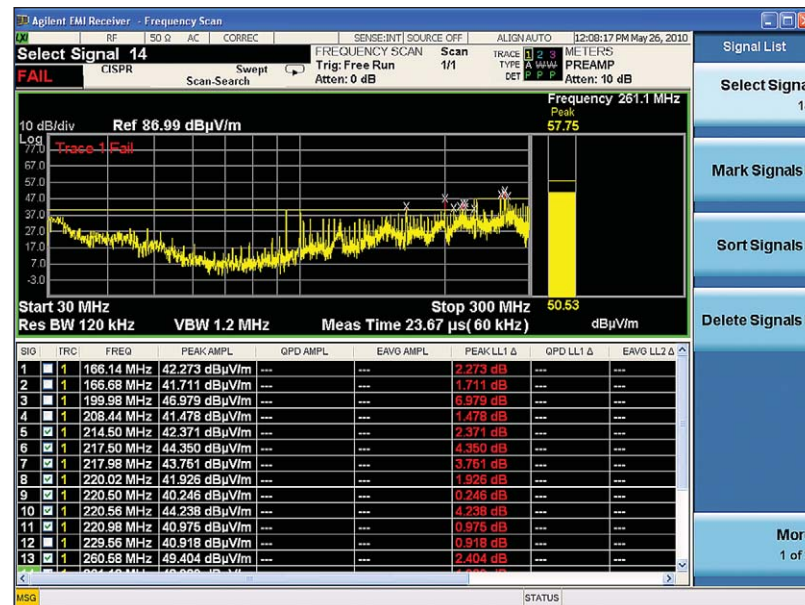 Agilent EMI Receiver - Frequency Scan
LXI RF 50 Ω AC CORREC SENSE:INT SOURCE OFF ALIGN AUTO 12:08:17 PM May 26, 2010
Select Signal 14
FREQUENCY SCAN Scan
Trig: Free Run 1/1
Atten: 0 dB
TRACE 1 2 3
TYPE A W W
DET P P P
METERS
PREAMP
Atten: 10 dB
FAIL CISPR Swept
Scan-Search
Frequency 261.1 MHz
Peak
57.75
10 dB/div Ref 86.99 dBµV/m
Log
77.0
Trace 1 Fail
67.0
57.0
47.0
37.0
27.0
17.0
7.0
-3.0
Start 30 MHz Stop 300 MHz
50.53
Res BW 120 kHz VBW 1.2 MHz Meas Time 23.67 µs( 60 kHz) dBµV/m
SIG TRC FREQ PEAK AMPL QPD AMPL EAVG AMPL PEAK LL1 Δ QPD LL1 Δ EAVG LL2 Δ
1 1 166.14 MHz 42.273 dBµV/m --- --- 2.273 dB --- ---
2 1 166.68 MHz 41.711 dBµV/m --- --- 1.711 dB --- ---
3 1 199.98 MHz 46.979 dBµV/m --- --- 6.979 dB --- ---
4 1 208.44 MHz 41.478 dBµV/m --- --- 1.478 dB --- ---
5 1 214.50 MHz 42.371 dBµV/m --- --- 2.371 dB --- ---
6 1 217.50 MHz 44.350 dBµV/m --- --- 4.350 dB --- ---
7 1 217.98 MHz 43.761 dBµV/m --- --- 3.761 dB --- ---
8 1 220.02 MHz 41.926 dBµV/m --- --- 1.926 dB --- ---
9 1 220.50 MHz 40.246 dBµV/m --- --- 0.246 dB --- ---
10 1 220.56 MHz 44.238 dBµV/m --- --- 4.238 dB --- ---
11 1 220.98 MHz 40.975 dBµV/m --- --- 0.975 dB --- ---
12 1 229.56 MHz 40.918 dBµV/m --- --- 0.918 dB --- ---
13 1 260.58 MHz 49.404 dBµV/m --- --- 2.404 dB --- ---
MSG STATUS
Signal List
Select Signa
1
Mark Signals
Sort Signals
Delete Signals
Mor
1 of